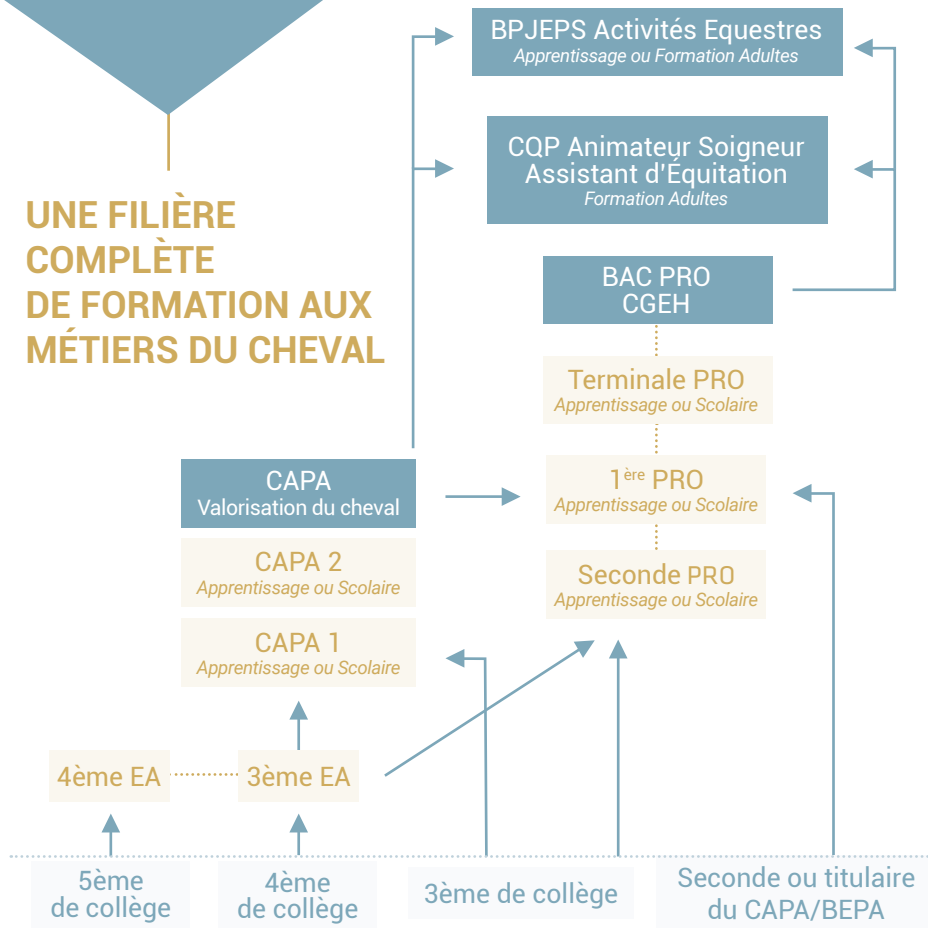 BPJEPS Activités Equestres
Apprentissage ou Formation Adultes
CQP Animateur Soigneur
Assistant d'Équitation
Formation Adultes
UNE FILIÈRE
COMPLÈTE
DE FORMATION AUX
MÉTIERS DU CHEVAL
BAC PRO
CGEH
Terminale PRO
Apprentissage ou Scolaire
CAPA
Valorisation du cheval
1ère PRO
Apprentissage ou Scolaire
CAPA 2
Apprentissage ou Scolaire
Seconde PRO
Apprentissage ou Scolaire
CAPA 1
Apprentissage ou Scolaire
4ème EA
3ème EA
5ème
de collège
4ème
de collège
3ème de collège
Seconde ou titulaire
du CAPA/BEPA